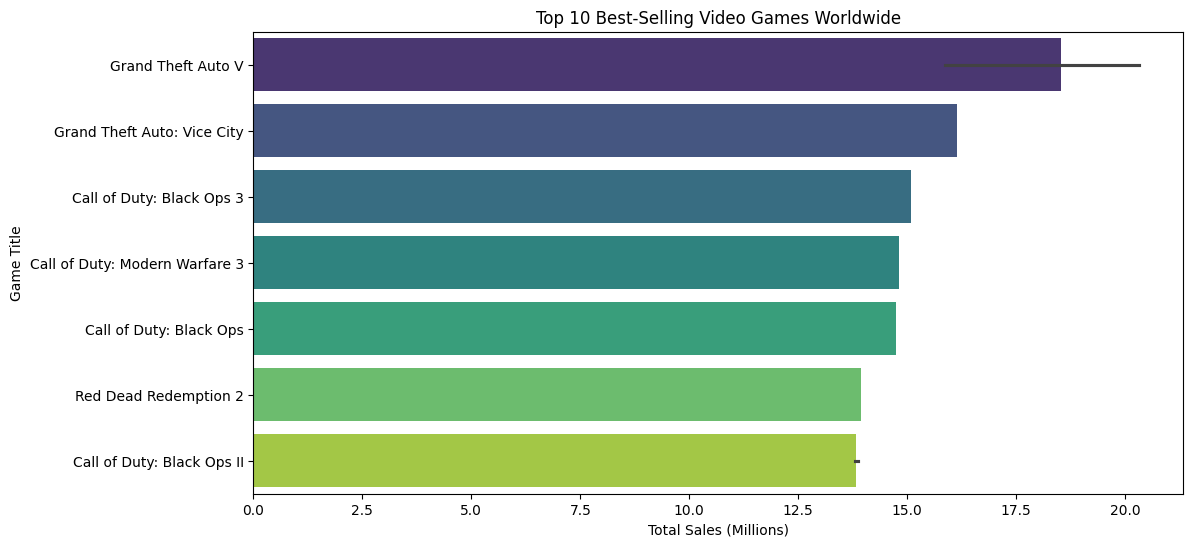 Top 10 Best-Selling Video Games Worldwide
Game Title
Grand Theft Auto V
Grand Theft Auto: Vice City
Call of Duty: Black Ops 3
Call of Duty: Modern Warfare 3
Call of Duty: Black Ops
Red Dead Redemption 2
Call of Duty: Black Ops II
0.0 2.5 5.0 7.5 10.0 12.5 15.0 17.5 20.0
Total Sales (Millions)